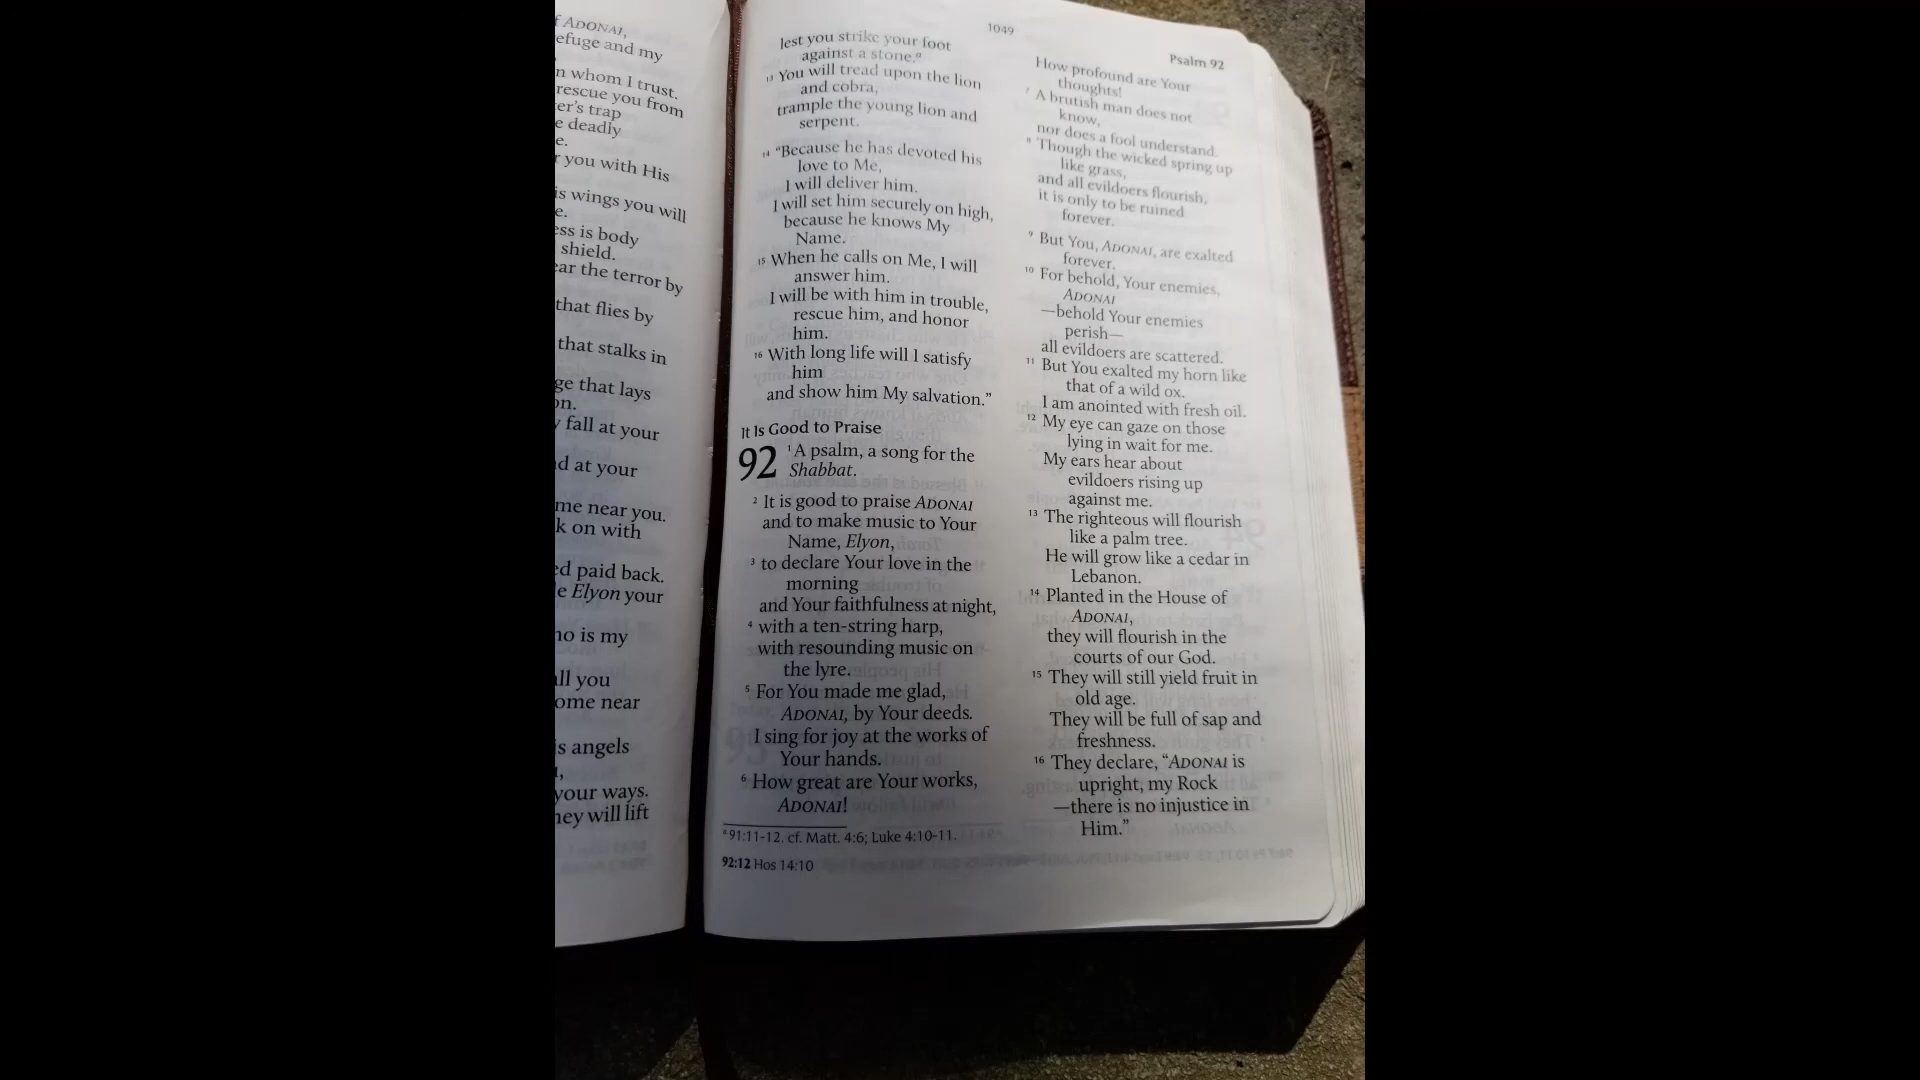 f ADONAI,
efuge and my
n whom I trust.
rescue you from
er's trap
e deadly
e.
r you with His
is wings you will
e.
ess is body
shield.
ear the terror by
that flies by
that stalks in
ge that lays
on.
y fall at your
nd at your
me near you.
k on with
ed paid back.
e Elyon your
ho is my
all you
ome near
is angels
your ways.
hey will lift
1049
Psalm 92
lest you strike your foot
against a stone.a
13 You will tread upon the lion
and cobra,
trample the young lion and
serpent.
14 “Because he has devoted his
love to Me,
I will deliver him.
I will set him securely on high,
because he knows My
Name.
15 When he calls on Me, I will
answer him.
I will be with him in trouble,
rescue him, and honor
him.
16 With long life will I satisfy
him
and show him My salvation.”
It Is Good to Praise
92 1 A psalm, a song for the
Shabbat.
2 It is good to praise ADONAI
and to make music to Your
Name, Elyon,
3 to declare Your love in the
morning
and Your faithfulness at night,
4 with a ten-string harp,
with resounding music on
the lyre.
5 For You made me glad,
ADONAI, by Your deeds.
I sing for joy at the works of
Your hands.
6 How great are Your works,
ADONAI!
a 91:11-12. cf. Matt. 4:6; Luke 4:10-11.
92:12 Hos 14:10
How profound are Your
thoughts!
7 A brutish man does not
know,
nor does a fool understand.
8 Though the wicked spring up
like grass,
and all evildoers flourish,
it is only to be ruined
forever.
9 But You, ADONAI, are exalted
forever.
10 For behold, Your enemies,
ADONAI
—behold Your enemies
perish—
all evildoers are scattered.
11 But You exalted my horn like
that of a wild ox.
I am anointed with fresh oil.
12 My eye can gaze on those
lying in wait for me.
My ears hear about
evildoers rising up
against me.
13 The righteous will flourish
like a palm tree.
He will grow like a cedar in
Lebanon.
14 Planted in the House of
ADONAI,
they will flourish in the
courts of our God.
15 They will still yield fruit in
old age.
They will be full of sap and
freshness.
16 They declare, “ADONAI is
upright, my Rock
—there is no injustice in
Him.”